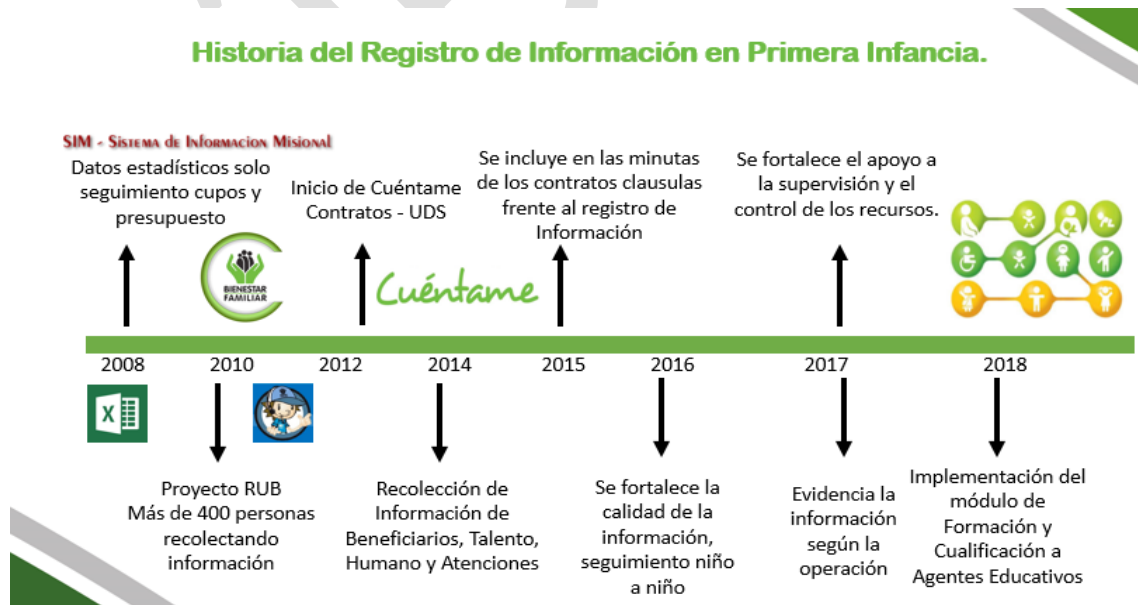 Historia del Registro de Información en Primera Infancia.
SIM - Sistema de Informacion Misional
Datos estadísticos solo
seguimiento cupos y
presupuesto
Inicio de Cuéntame
Contratos - UDS
Se incluye en las minutas
de los contratos clausulas
frente al registro de
Información
Se fortalece el apoyo a
la supervisión y el
control de los recursos.
BIENESTAR
FAMILIAR
Cuéntame
2008 2010 2012 2014 2015 2016 2017 2018
X
Proyecto RUB
Más de 400 personas
recolectando
información
Recolección de
Información de
Beneficiarios, Talento,
Humano y Atenciones
Se fortalece la
calidad de la
información,
seguimiento niño
a niño
Evidencia la
información
según la
operación
Implementación del
módulo de
Formación y
Cualificación a
Agentes Educativos